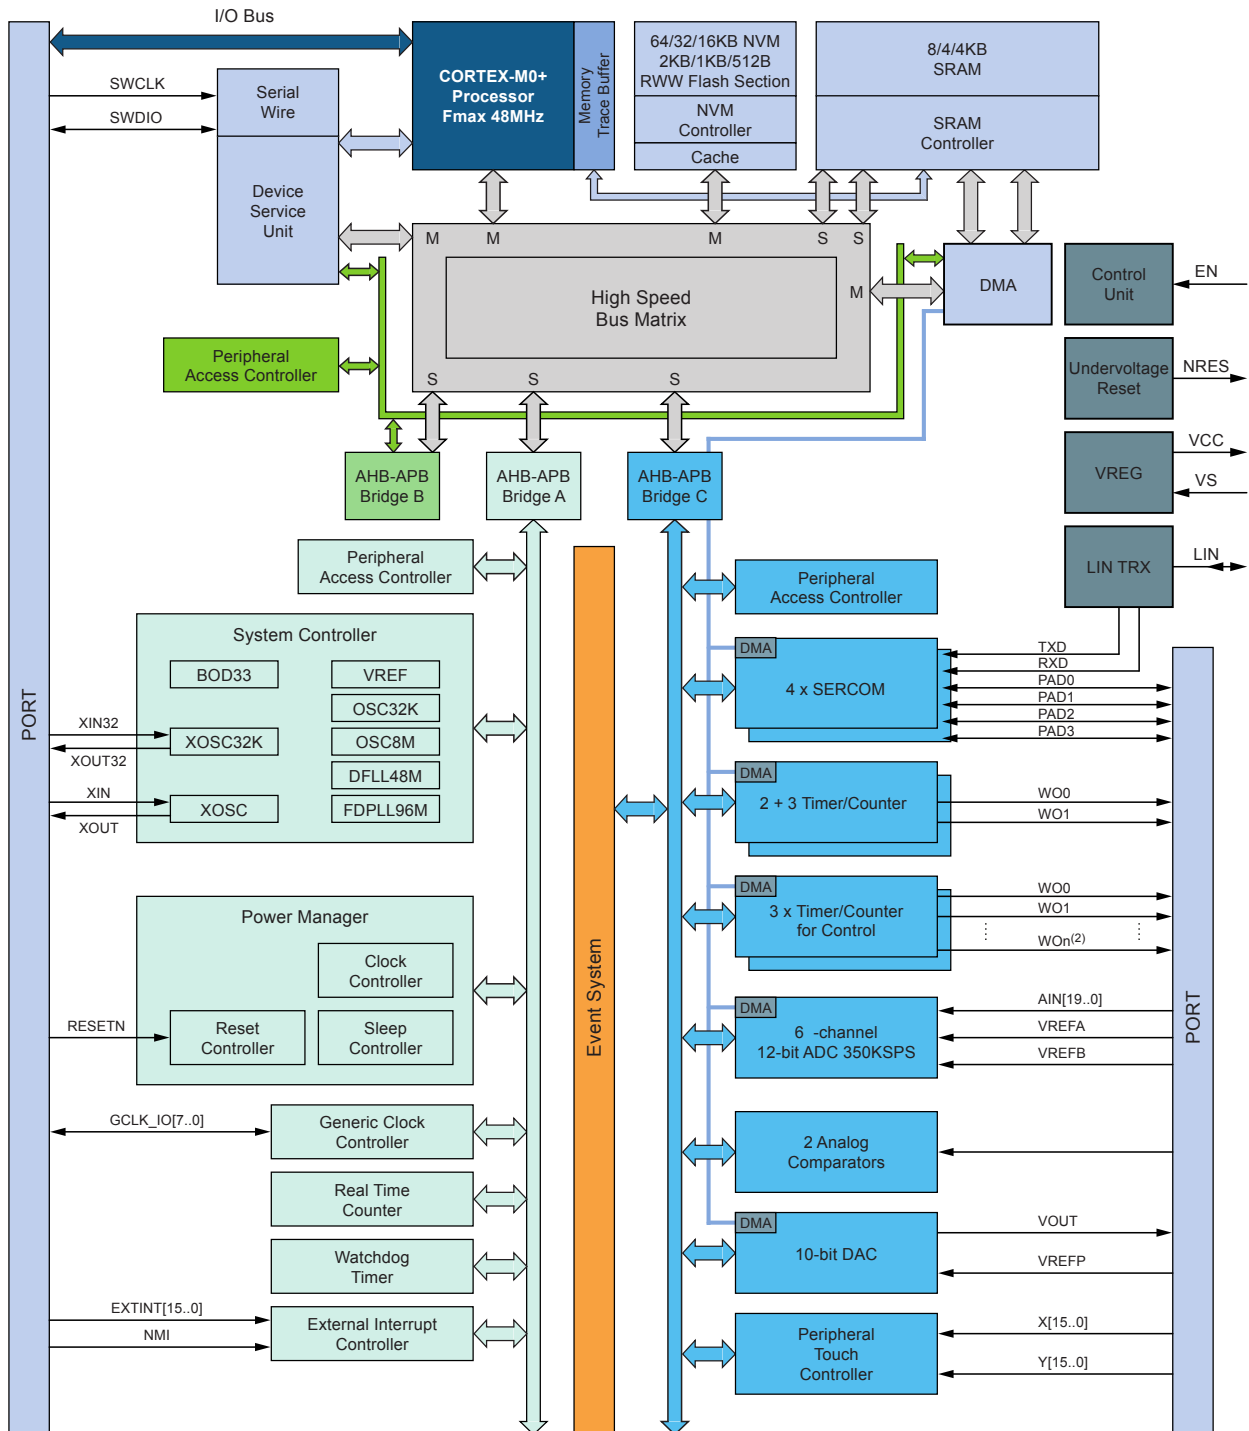 I/O Bus
SWCLK
SWDIO
Serial
Wire
Device
Service
Unit
CORTEX-M0+
Processor
Fmax 48MHz
Memory
Trace Buffer
64/32/16KB NVM
2KB/1KB/512B
RWW Flash Section
NVM
Controller
Cache
8/4/4KB
SRAM
SRAM
Controller
M
M
M
S
S
M
High Speed
Bus Matrix
S
S
S
DMA
Control
Unit
EN
Undervoltage
Reset
NRES
VREG
VCC
VS
LIN TRX
LIN
Peripheral
Access Controller
AHB-APB
Bridge B
AHB-APB
Bridge A
AHB-APB
Bridge C
PORT
Peripheral
Access Controller
System Controller
BOD33
VREF
OSC32K
XOSC32K
OSC8M
DFLL48M
XOSC
FDPLL96M
XIN32
XOUT32
XIN
XOUT
Power Manager
Clock
Controller
Reset
Controller
Sleep
Controller
RESETN
GCLK_IO[7..0]
Generic Clock
Controller
Real Time
Counter
Watchdog
Timer
EXTINT[15..0]
NMI
External Interrupt
Controller
Event System
Peripheral
Access Controller
DMA
4 x SERCOM
TXD
RXD
PAD0
PAD1
PAD2
PAD3
DMA
2 + 3 Timer/Counter
WO0
WO1
DMA
3 x Timer/Counter
for Control
WO0
WO1
WOn(2)
DMA
6 -channel
12-bit ADC 350KSPS
AIN[19..0]
VREFA
VREFB
2 Analog
Comparators
DMA
10-bit DAC
VOUT
VREFP
Peripheral
Touch
Controller
X[15..0]
Y[15..0]
PORT